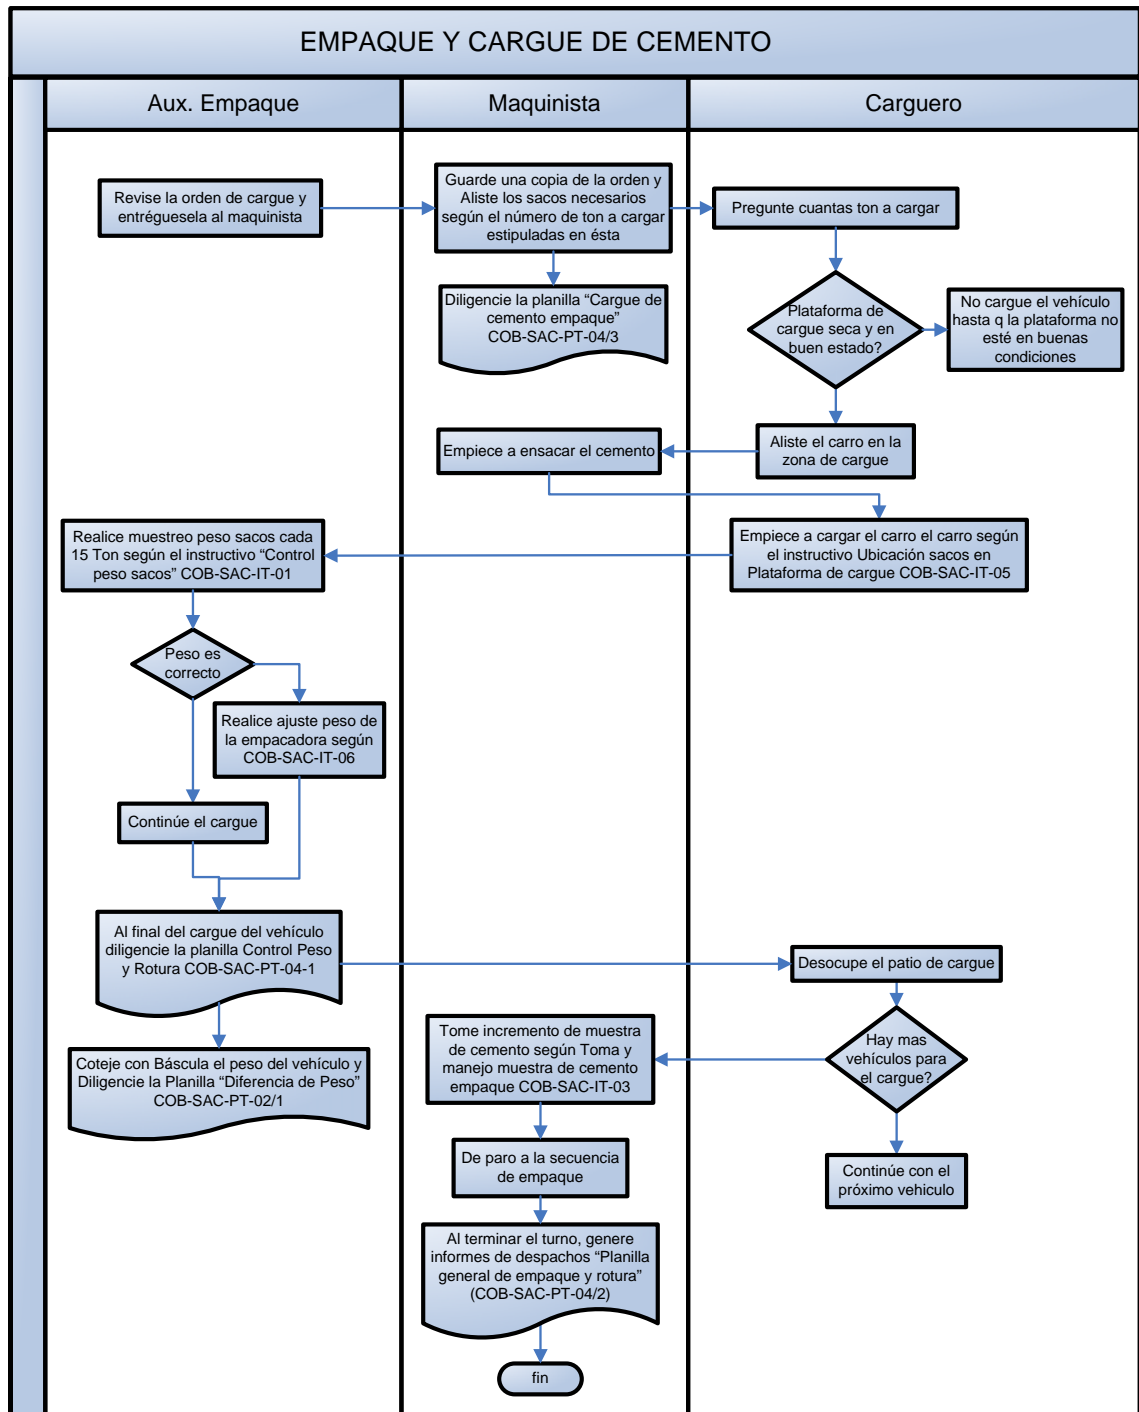 EMPAQUE Y CARGUE DE CEMENTO
Aux. Empaque
Maquinista
Carguero
Revise la orden de cargue y
entréguesela al maquinista
Guarde una copia de la orden y
Aliste los sacos necesarios
según el número de ton a cargar
estipuladas en ésta
Pregunte cuantas ton a cargar
Diligencie la planilla “Cargue de
cemento empaque”
COB-SAC-PT-04/3
Plataforma de
cargue seca y en
buen estado?
No cargue el vehículo
hasta q la plataforma no
esté en buenas
condiciones
Aliste el carro en la
zona de cargue
Empiece a ensacar el cemento
Empiece a cargar el carro el carro según
el instructivo Ubicación sacos en
Plataforma de cargue COB-SAC-IT-05
Realice muestreo peso sacos cada
15 Ton según el instructivo “Control
peso sacos” COB-SAC-IT-01
Peso es
correcto
Realice ajuste peso de
la empacadora según
COB-SAC-IT-06
Continúe el cargue
Al final del cargue del vehículo
diligencie la planilla Control Peso
y Rotura COB-SAC-PT-04-1
Desocupe el patio de cargue
Coteje con Báscula el peso del vehículo y
Diligencie la Planilla “Diferencia de Peso”
COB-SAC-PT-02/1
Hay mas
vehículos para
el cargue?
Tome incremento de muestra
de cemento según Toma y
manejo muestra de cemento
empaque COB-SAC-IT-03
Continúe con el
próximo vehiculo
De paro a la secuencia
de empaque
Al terminar el turno, genere
informes de despachos “Planilla
general de empaque y rotura”
(COB-SAC-PT-04/2)
fin